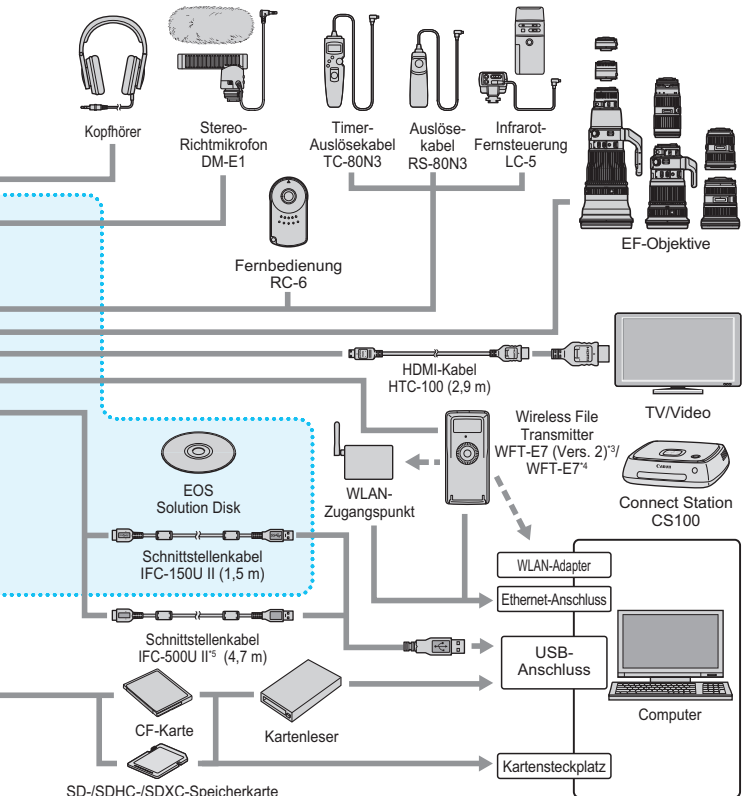 Kopfhörer
Stereo-
Richtmikrofon
DM-E1
Timer-
Auslösekabel
TC-80N3
Auslöse-
kabel
RS-80N3
Infrarot-
Fernsteuerung
LC-5
EF-Objektive
Fernbedienung
RC-6
HDMI-Kabel
HTC-100 (2,9 m)
TV/Video
Wireless File
Transmitter
WFT-E7 (Vers. 2)*3/
WFT-E7*4
WLAN-
Zugangspunkt
Canon
Connect Station
CS100
EOS
Solution Disk
Schnittstellenkabel
IFC-150U II (1,5 m)
WLAN-Adapter
Ethernet-Anschluss
Schnittstellenkabel
IFC-500U II*5 (4,7 m)
USB-
Anschluss
Computer
CF-Karte
Kartenleser
Kartensteckplatz
SD-/SDHC-/SDXC-Speicherkarte